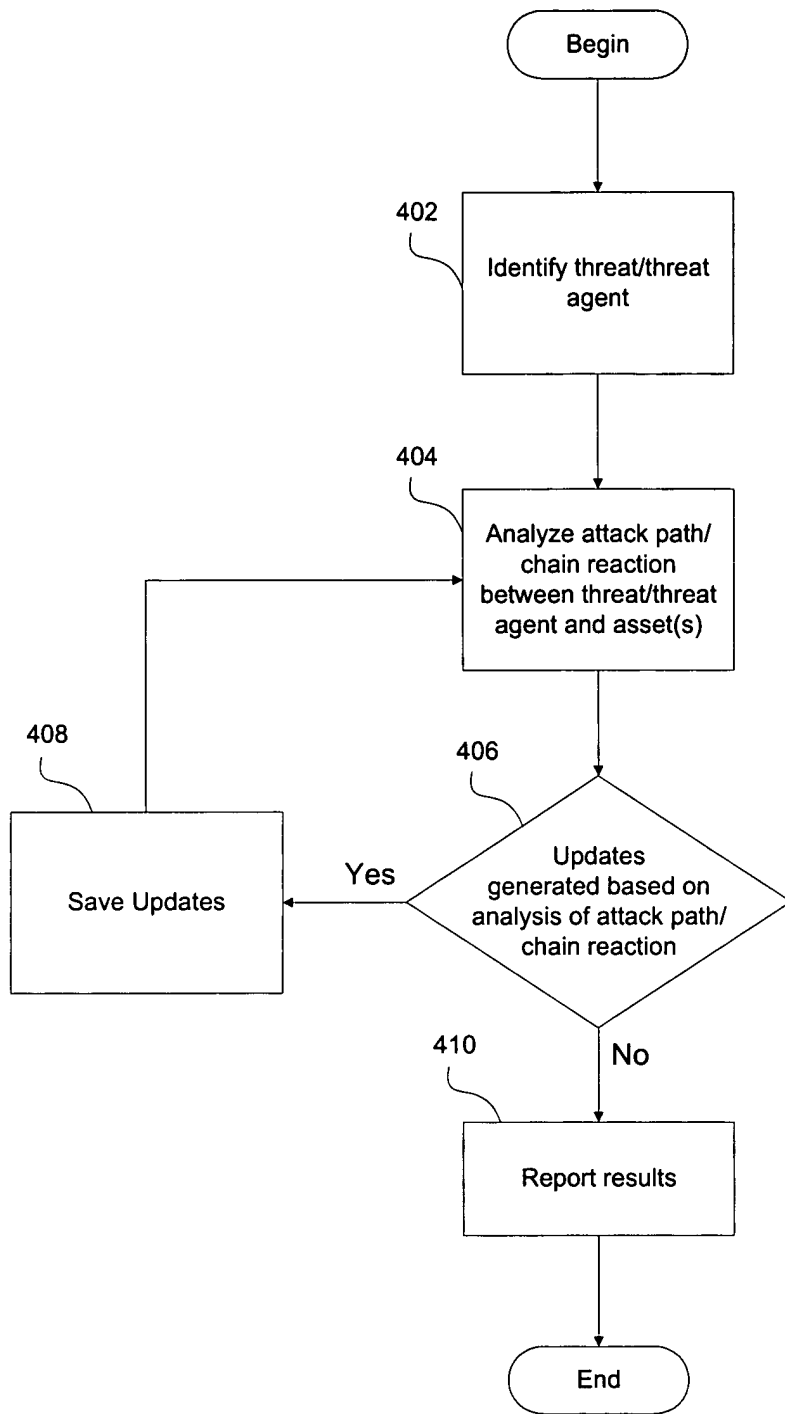 Begin
402
Identify threat/threat
agent
404
Analyze attack path/
chain reaction
between threat/threat
agent and asset(s)
408
406
Save Updates
Yes
Updates
generated based on
analysis of attack path/
chain reaction
No
410
Report results
End